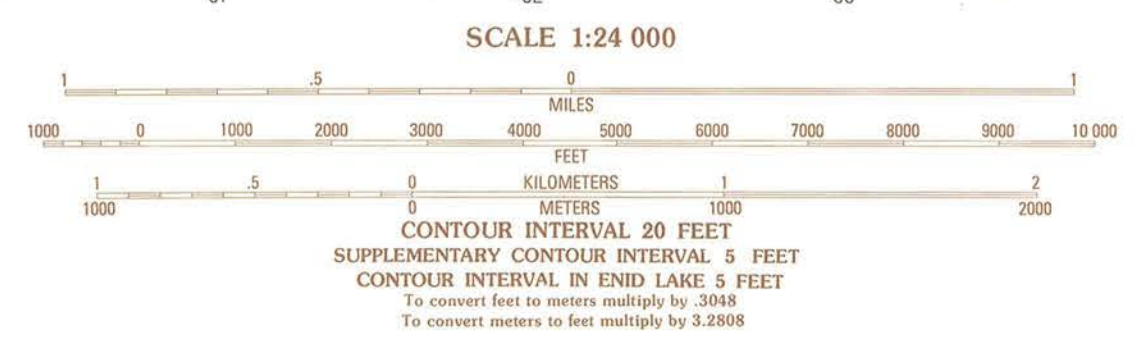 SCALE 1:24 000
1 .5 0 1
MILES
1000 0 1000 2000 3000 4000 5000 6000 7000 8000 9000 10 000
FEET
1 .5 0 KILOMETERS 1 2
1000 0 METERS 1000 2000
CONTOUR INTERVAL 20 FEET
SUPPLEMENTARY CONTOUR INTERVAL 5 FEET
CONTOUR INTERVAL IN ENID LAKE 5 FEET
To convert feet to meters multiply by .3048
To convert meters to feet multiply by 3.2808